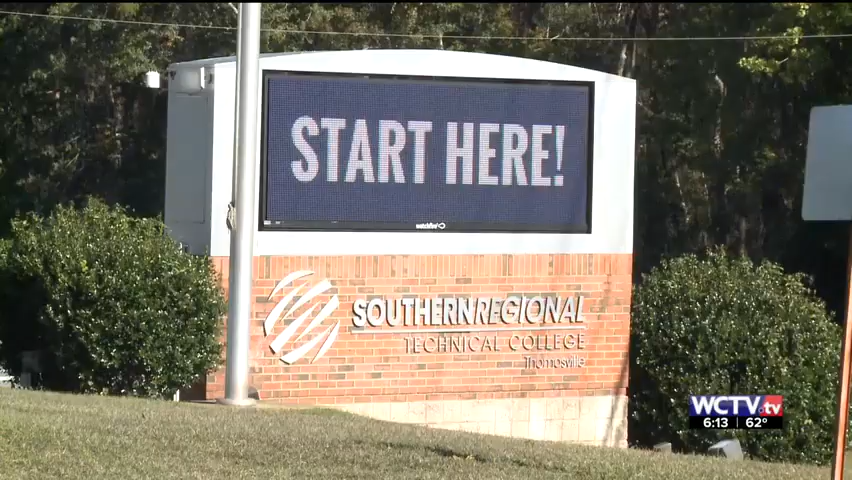 START HERE!
watchfire
SOUTHERNREGIONAL
TECHNICAL COLLEGE
Thomasville
WCTV.tv
6:13 62°